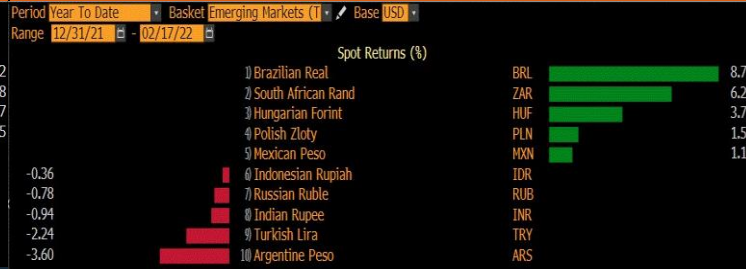 Period Year To Date Basket Emerging Markets (T Base USD
Range 12/31/21 - 02/17/22
Spot Returns (%)
2 1) Brazilian Real BRL 8.7
8 2) South African Rand ZAR 6.2
7 3) Hungarian Forint HUF 3.7
5 4) Polish Zloty PLN 1.5
5) Mexican Peso MXN 1.1
-0.36 6) Indonesian Rupiah IDR
-0.78 7) Russian Ruble RUB
-0.94 8) Indian Rupee INR
-2.24 9) Turkish Lira TRY
-3.60 10) Argentine Peso ARS